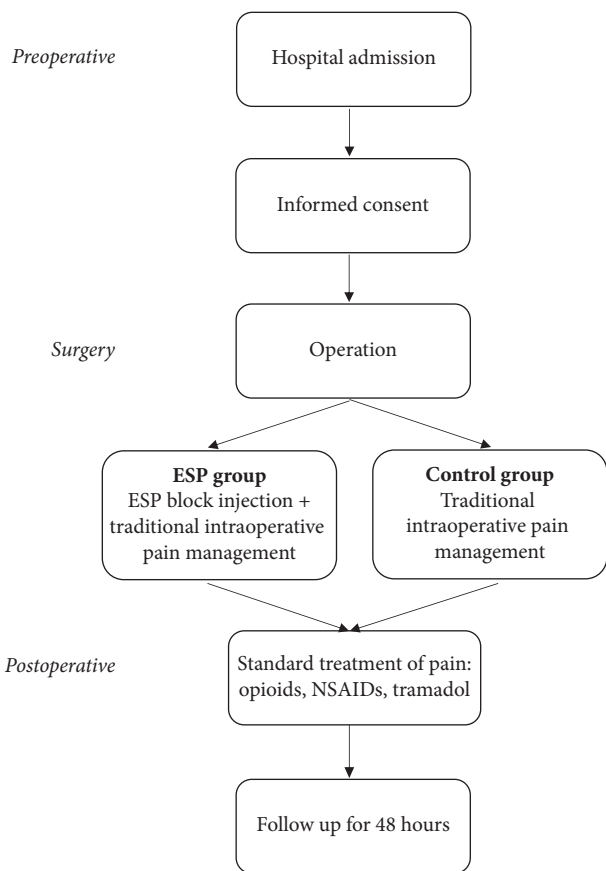 Preoperative
Hospital admission
Informed consent
Surgery
Operation
ESP group
ESP block injection +
traditional intraoperative
pain management
Control group
Traditional
intraoperative pain
management
Postoperative
Standard treatment of pain:
opioids, NSAIDs, tramadol
Follow up for 48 hours